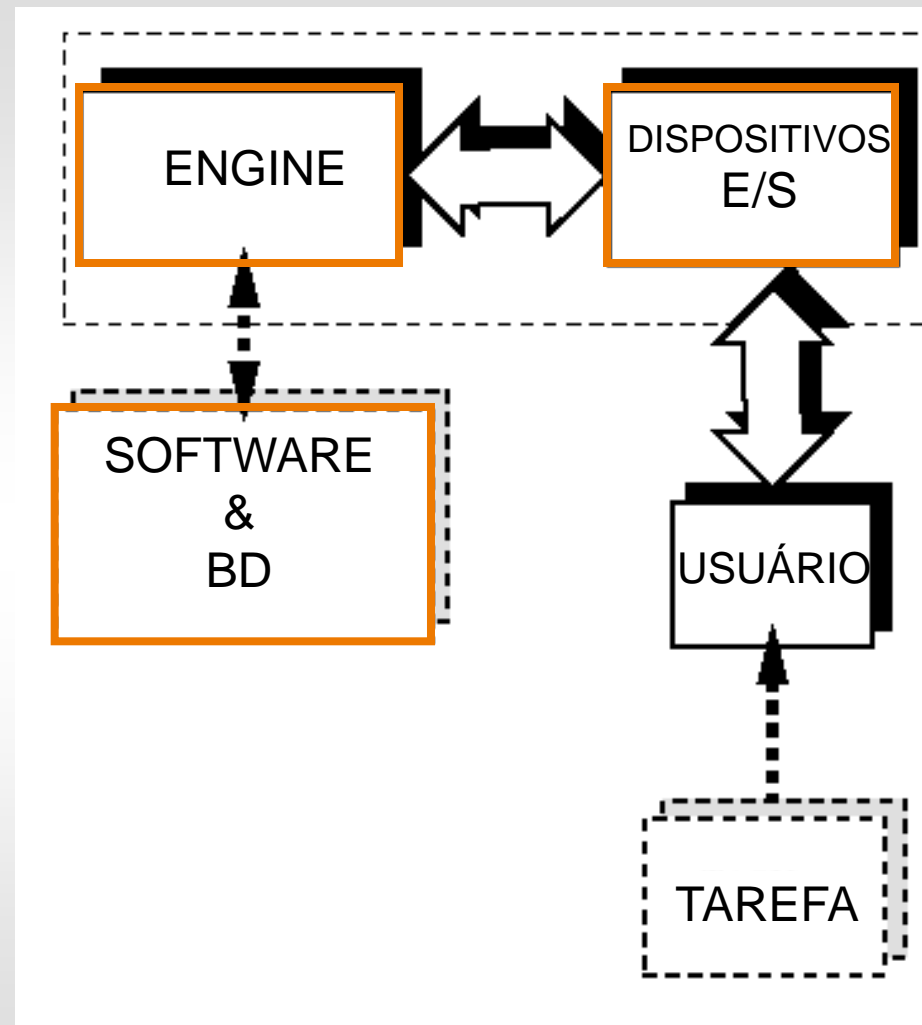 ENGINE
DISPOSITIVOS
E/S
SOFTWARE
&
BD
USUÁRIO
TAREFA